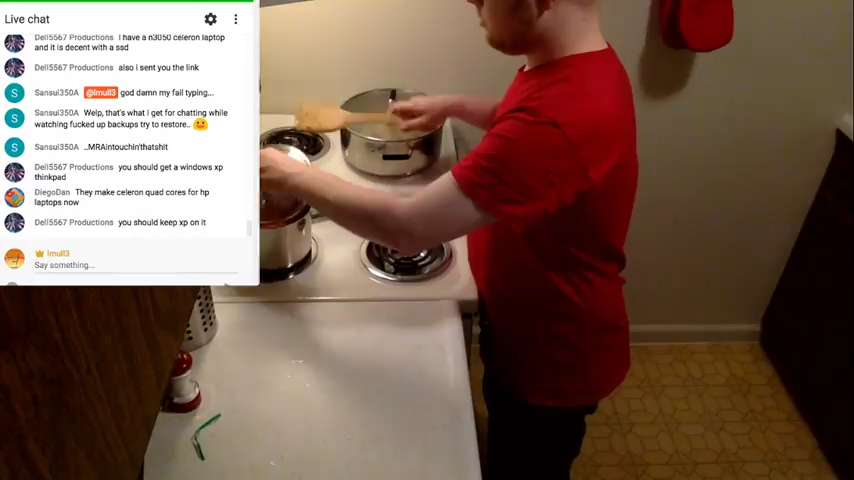 Live chat
Dell5567 Productions I have a n3050 celeron laptop
and it is decent with a ssd
Dell5567 Productions also i sent you the link
Sansui350A @lmull3 god damn my fail typing...
Sansui350A Welp, that's what I get for chatting while
watching fucked up backups try to restore..
Sansui350A ..MRAintouchin'thatshit
Dell5567 Productions you should get a windows xp
thinkpad
DiegoDan They make celeron quad cores for hp
laptops now
Dell5567 Productions you should keep xp on it
lmull3
Say something...